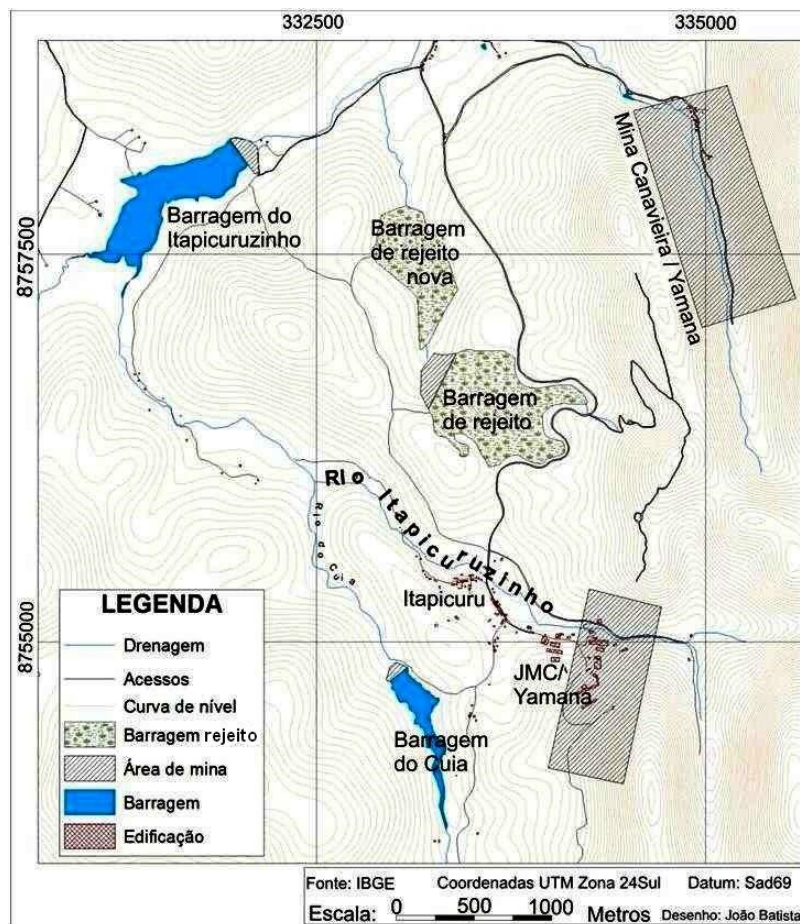 332500
335000
8757500
8755000
Mina Canavieira / Yamana
Barragem do
Itapicuruzinho
Barragem
de rejeito
nova
Barragem
de rejeito
Rio Itapicuruzinho
Rio do Cúia
Itapicuru
JMC/
Yamana
Barragem
do Cuia
LEGENDA
Drenagem
Acessos
Curva de nível
Barragem rejeito
Área de mina
Barragem
Edificação
Fonte: IBGE Coordenadas UTM Zona 24Sul Datum: Sad69
Escala: 0 500 1000 Metros Desenho: João Batista